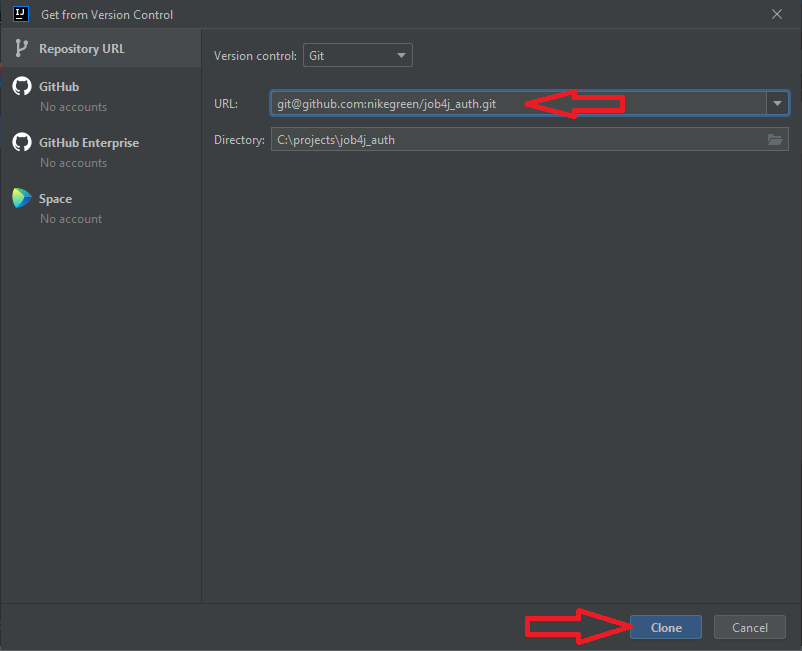 IJ Get from Version Control
Repository URL
GitHub
No accounts
GitHub Enterprise
No accounts
Space
No account
Version control: Git
URL: git@github.com:nikegreen/job4j_auth.git
Directory: C:\projects\job4j_auth
Clone Cancel